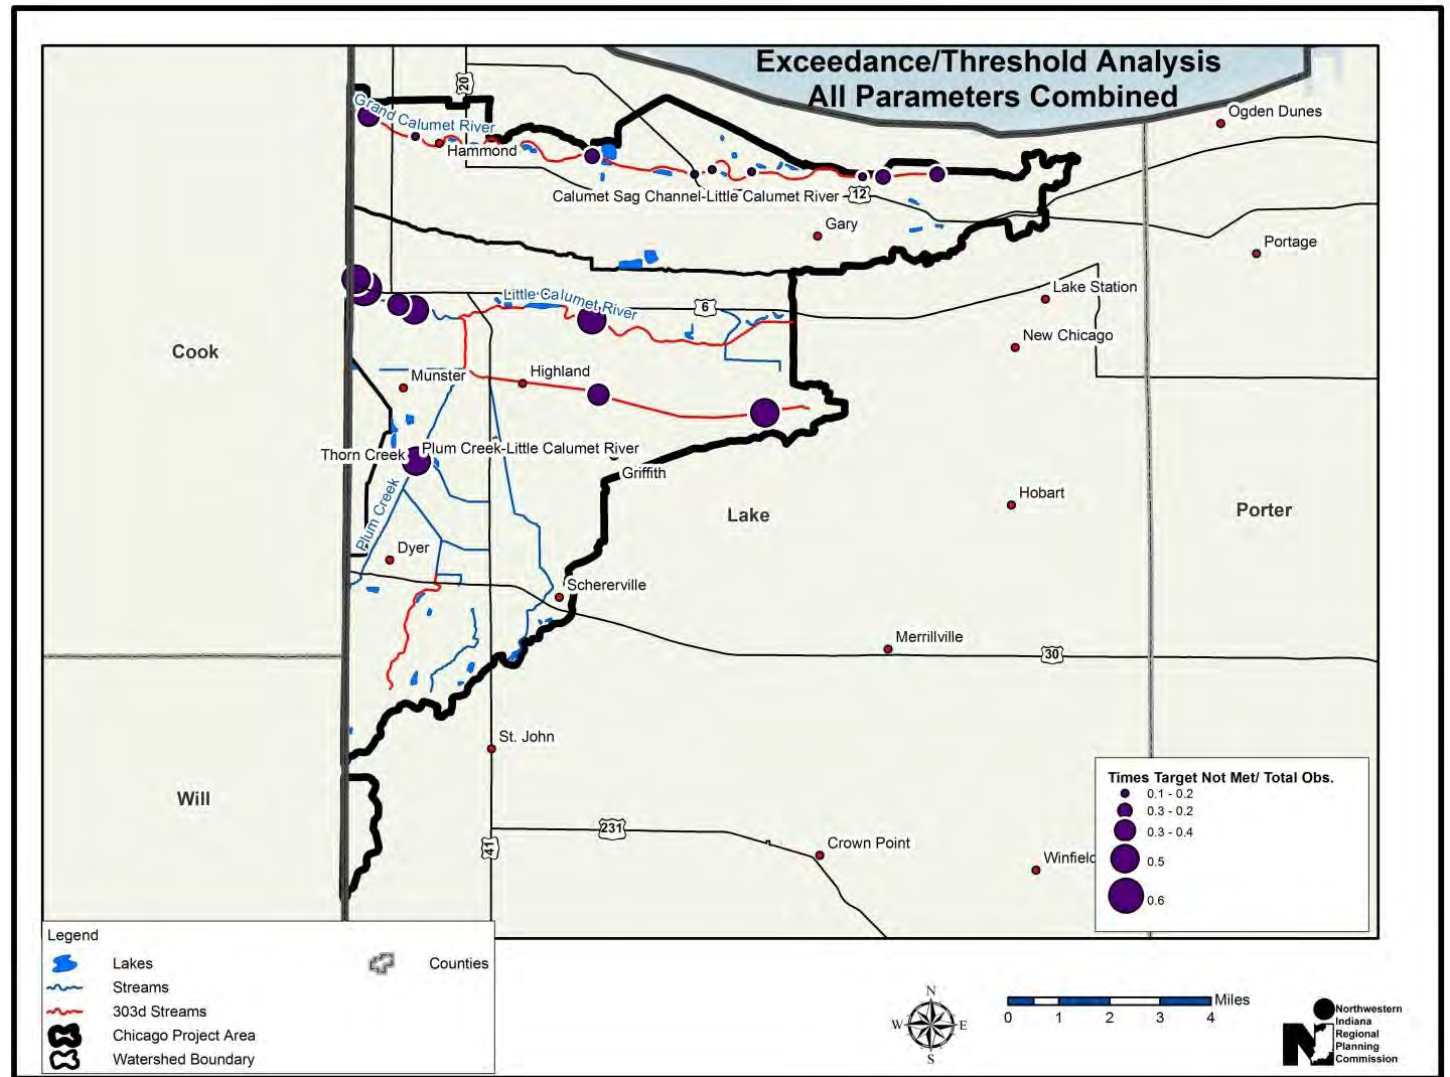 Exceedance/Threshold Analysis
All Parameters Combined
Ogden Dunes
20
Grand Calumet River
Hammond
Calumet Sag Channel-Little Calumet River
12
Gary
Portage
Lake Station
Little Calumet River
6
New Chicago
Cook
Munster
Highland
Thorn Creek
Plum Creek-Little Calumet River
Griffith
Plum Creek
Hobart
Lake
Porter
Dyer
Schererville
Merrillville
30
St. John
Will
231
41
Crown Point
Winfield
Times Target Not Met/ Total Obs.
0.1 - 0.2
0.3 - 0.2
0.3 - 0.4
0.5
0.6
Legend
Lakes
Counties
Streams
303d Streams
Chicago Project Area
Watershed Boundary
N
W
E
S
Miles
0 1 2 3 4
Northwestern
Indiana
Regional
Planning
Commission